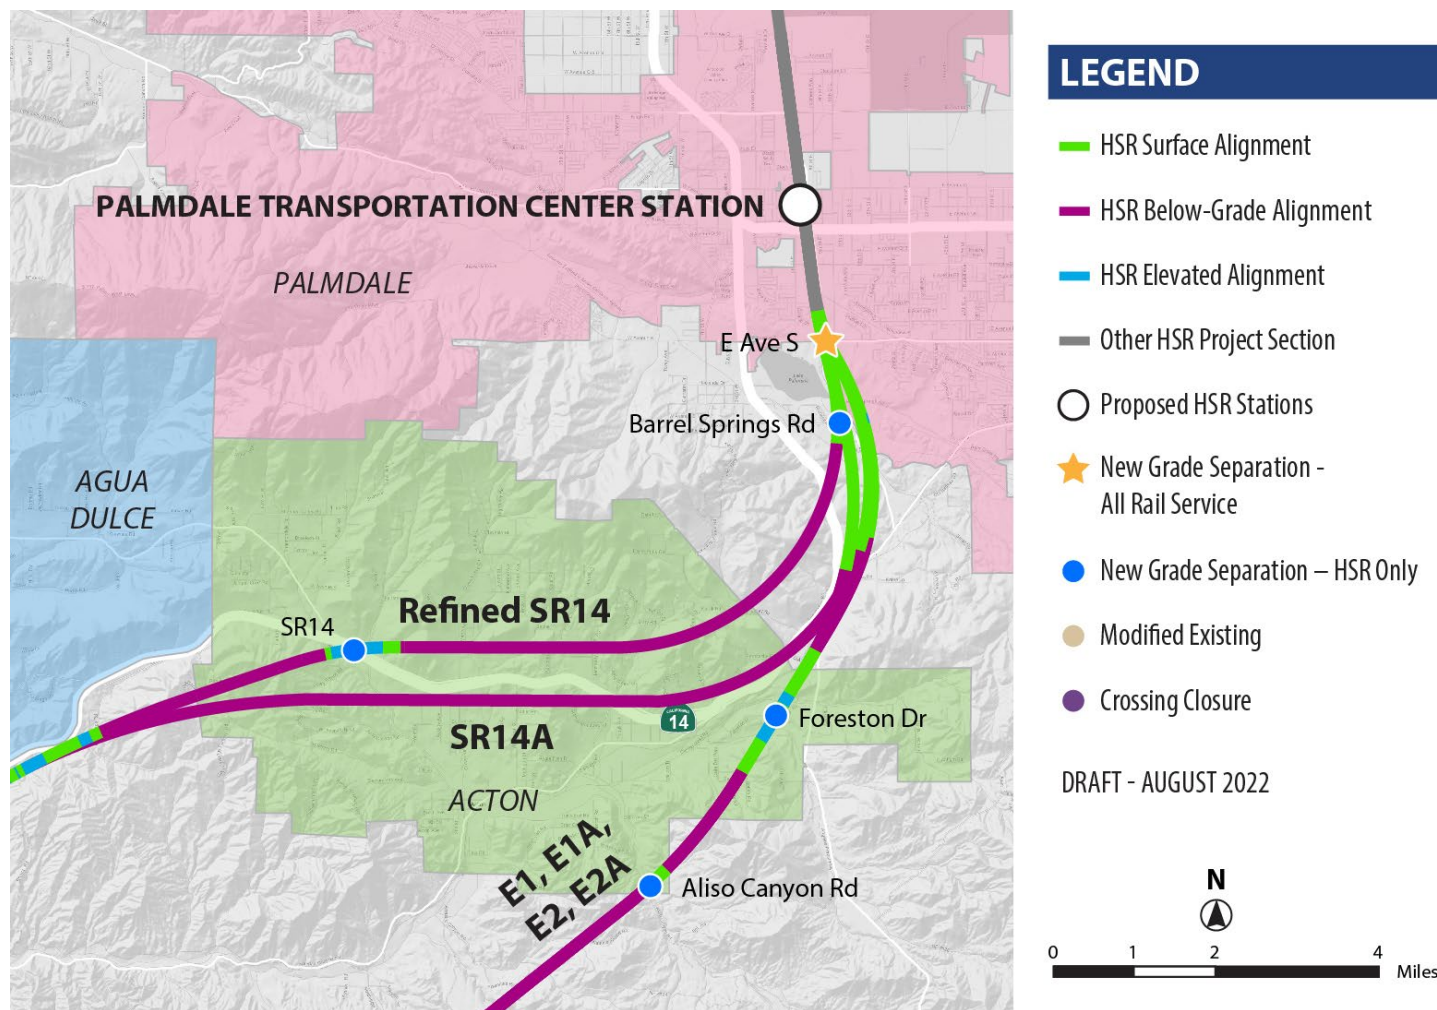 PALMDALE TRANSPORTATION CENTER STATION
PALMDALE
E Ave S
Barrel Springs Rd
AGUA
DULCE
Refined SR14
SR14
SR14A
CALIFORNIA
14
Foreston Dr
ACTON
E1, E1A,
E2, E2A
Aliso Canyon Rd
LEGEND
HSR Surface Alignment
HSR Below-Grade Alignment
HSR Elevated Alignment
Other HSR Project Section
Proposed HSR Stations
New Grade Separation -
All Rail Service
New Grade Separation – HSR Only
Modified Existing
Crossing Closure
DRAFT - AUGUST 2022
N
0 1 2 4
Miles